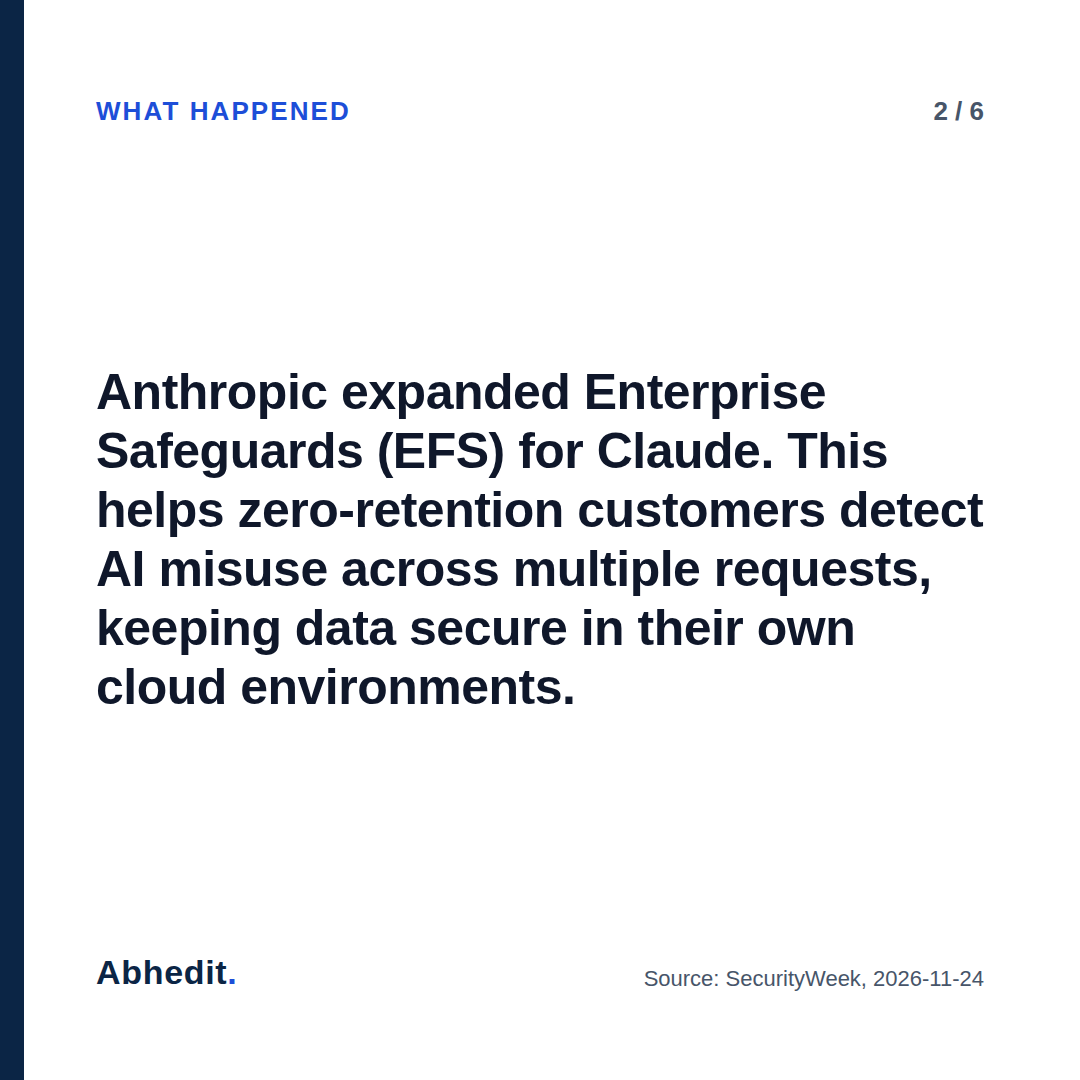 WHAT HAPPENED
2 / 6
Anthropic expanded Enterprise
Safeguards (EFS) for Claude. This
helps zero-retention customers detect
AI misuse across multiple requests,
keeping data secure in their own
cloud environments.
Abhedit.
Source: SecurityWeek, 2026-11-24